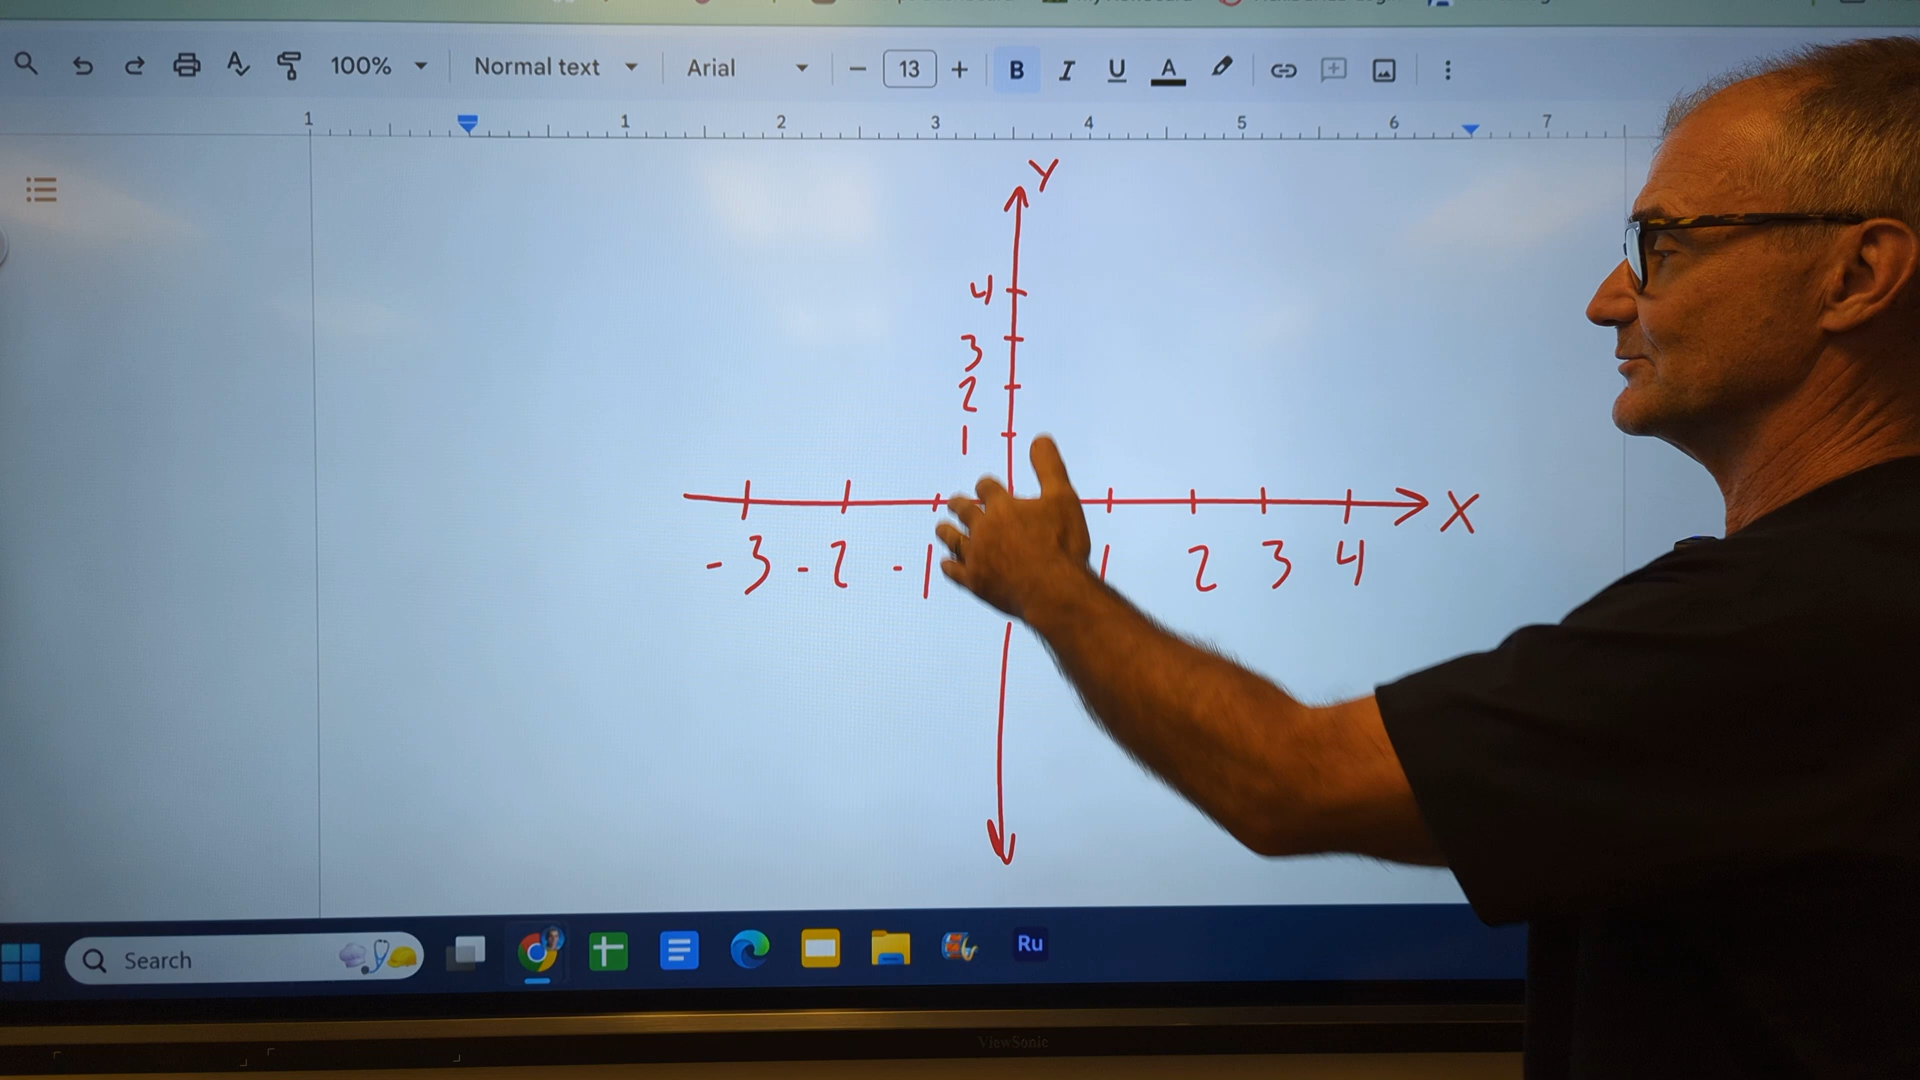 100% Normal text Arial 13 B I U A
1 1 2 3 4 5 6 7
Y
4
3
2
1
X
-3 -2 -1 1 2 3 4
Search Ru
ViewSonic